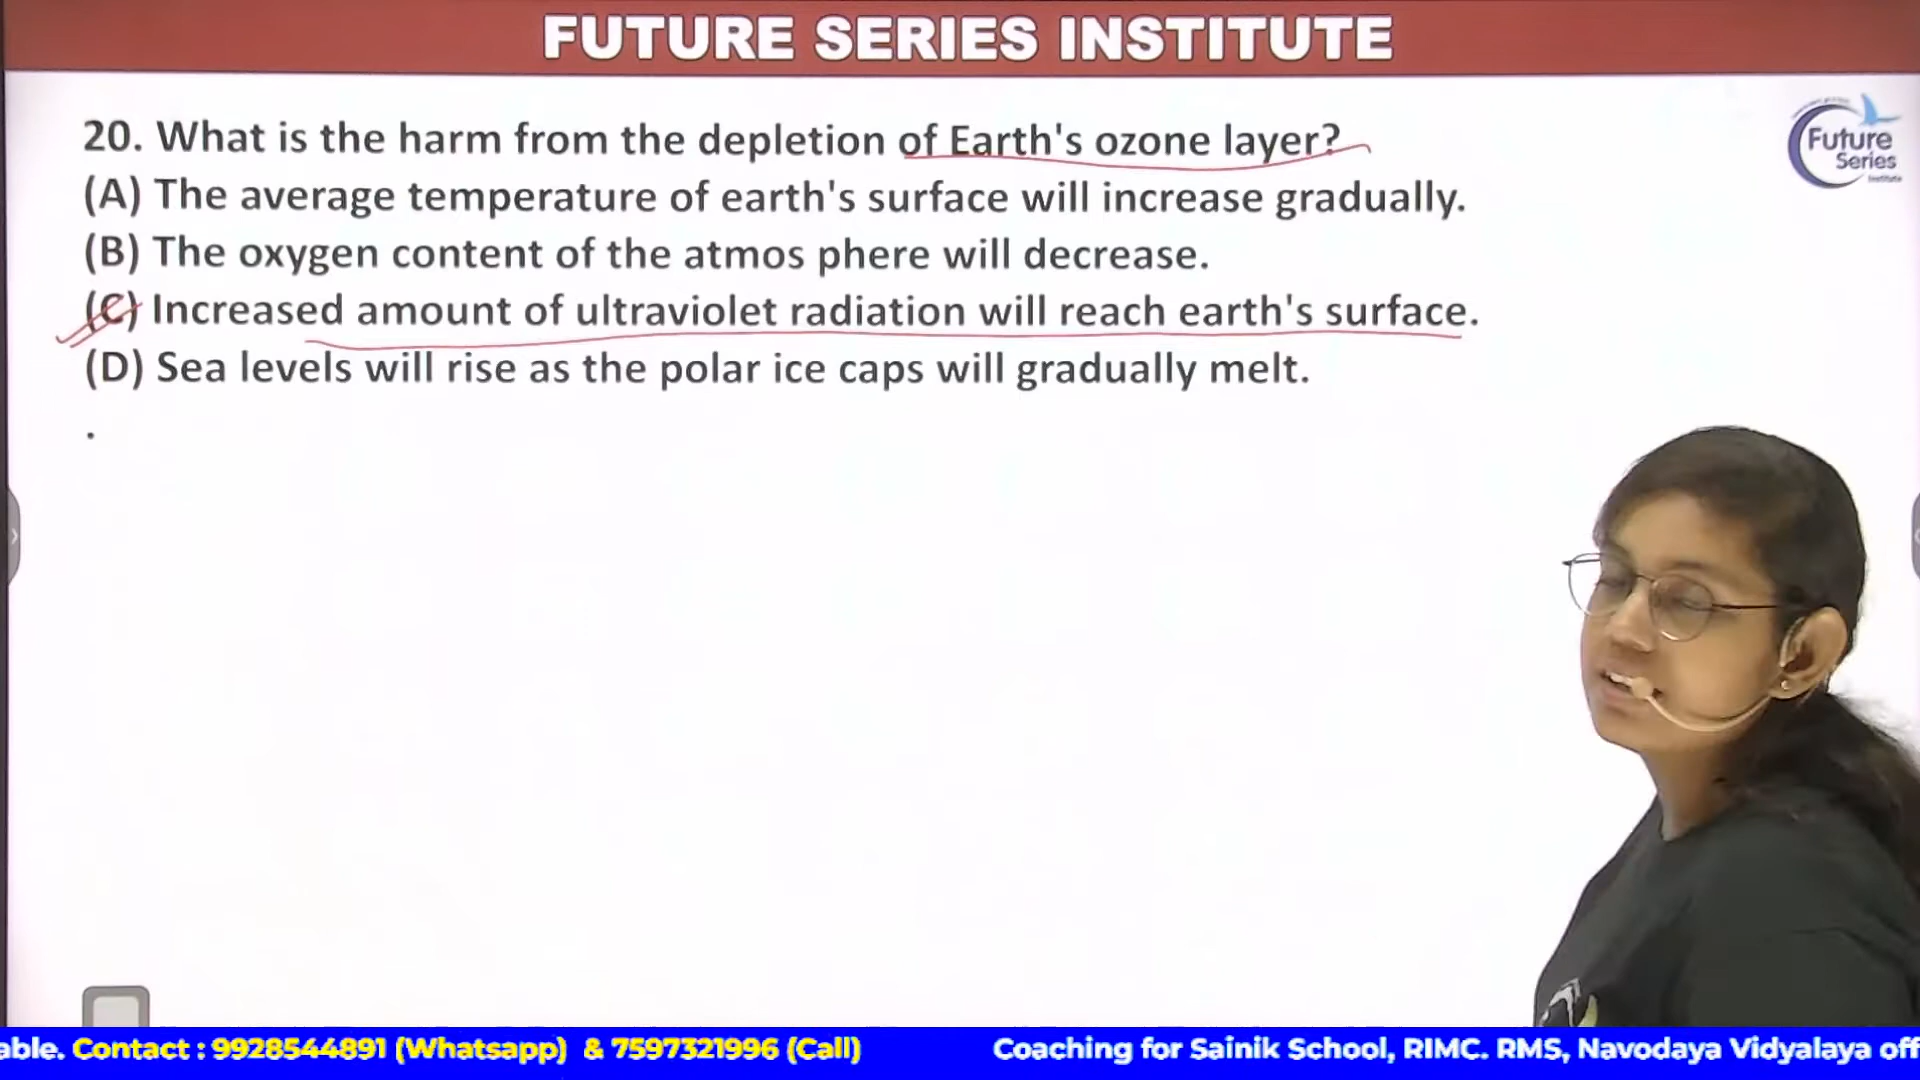 FUTURE SERIES INSTITUTE
Future
Series
Institute
20. What is the harm from the depletion of Earth's ozone layer?
(A) The average temperature of earth's surface will increase gradually.
(B) The oxygen content of the atmos phere will decrease.
(C) Increased amount of ultraviolet radiation will reach earth's surface.
(D) Sea levels will rise as the polar ice caps will gradually melt.
.
able. Contact : 9928544891 (Whatsapp) & 7597321996 (Call) Coaching for Sainik School, RIMC. RMS, Navodaya Vidyalaya off